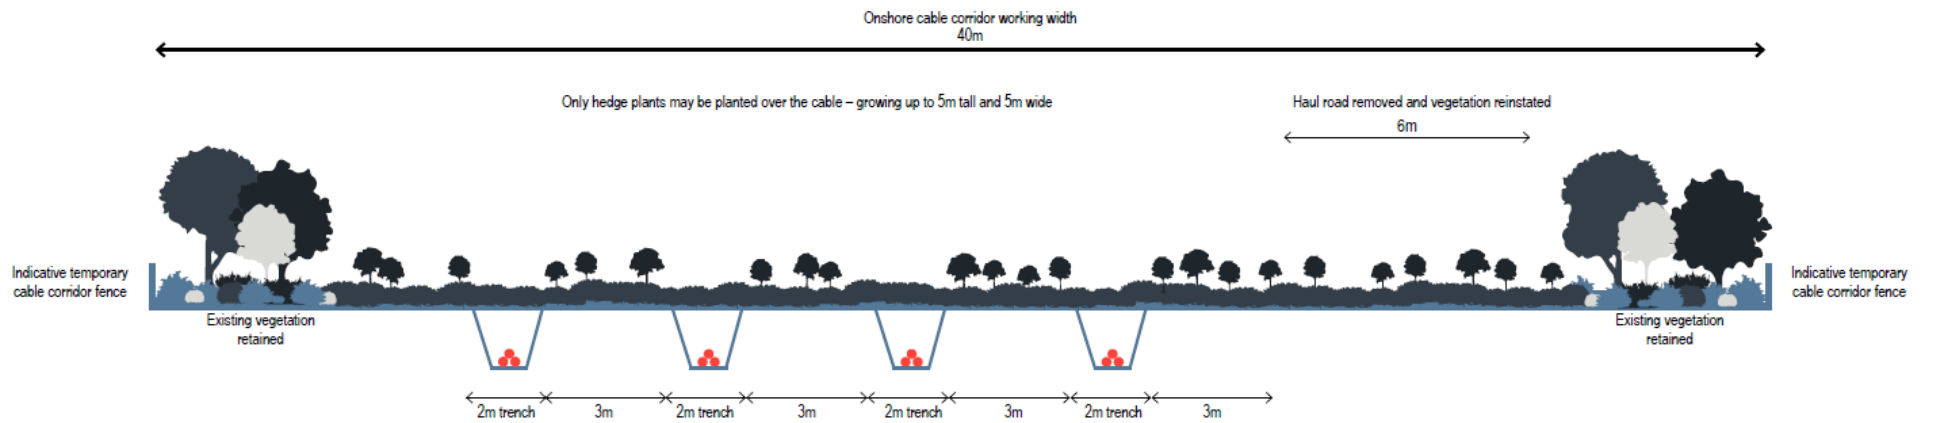 Onshore cable corridor working width
40m
Only hedge plants may be planted over the cable – growing up to 5m tall and 5m wide
Haul road removed and vegetation reinstated
6m
Indicative temporary
cable corridor fence
Indicative temporary
cable corridor fence
Existing vegetation
retained
Existing vegetation
retained
2m trench
3m
2m trench
3m
2m trench
3m
2m trench
3m